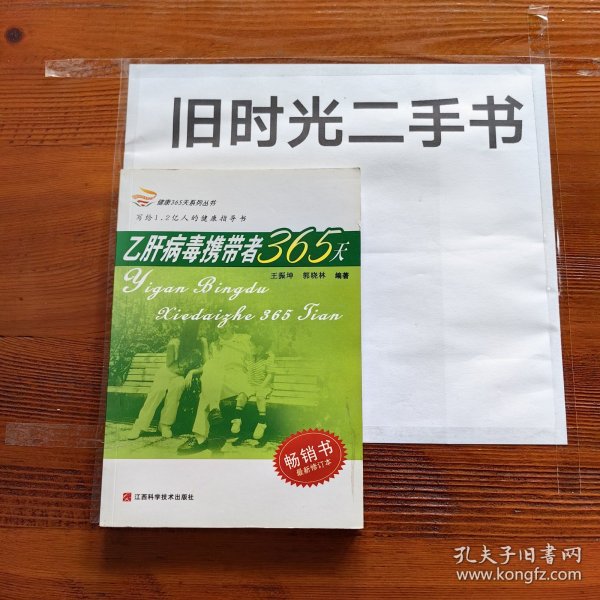 旧时光二手书
健康365天系列丛书
写给1.2亿人的健康指导书
乙肝病毒携带者365天
王振坤 郭晓林 编著
Yigan Bingdu
Xiedaizhe 365 Tian
畅销书
最新修订本
江西科学技术出版社
孔夫子旧书网
www.kongfz.com